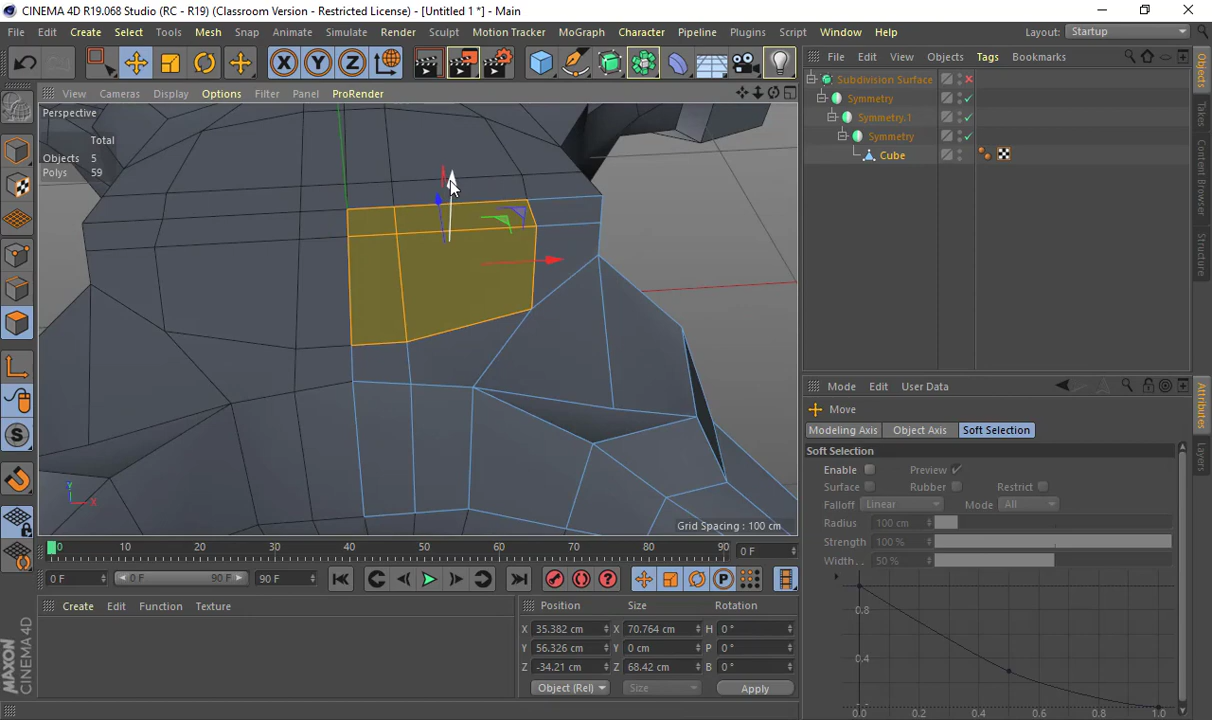 CINEMA 4D R19.068 Studio (RC - R19) (Classroom Version - Restricted License) - [Untitled 1 *] - Main
File Edit Create Select Tools Mesh Snap Animate Simulate Render Sculpt Motion Tracker MoGraph Character Pipeline Plugins Script Window Help Layout: Startup
X Y Z
File Edit View Objects Tags Bookmarks
View Cameras Display Options Filter Panel ProRender
Perspective
Total
Objects 5
Polys 59
Subdivision Surface
Symmetry
Symmetry.1
Symmetry
Cube
Objects
Takes
Content Browser
Structure
Y
X
Grid Spacing : 100 cm
Mode Edit User Data
Move
Modeling Axis Object Axis Soft Selection
Soft Selection
Enable Preview
Surface Rubber Restrict
Falloff Linear Mode All
Radius 100 cm
Strength 100 %
Width. . 50 %
0.8
0.4
0.0 0.2 0.4 0.6 0.8 1.0
Attributes
Layers
0 10 20 30 40 50 60 70 80 90 0 F
0 F 0 F 90 F 90 F
P
S
Create Edit Function Texture
Position Size Rotation
X 35.382 cm X 70.764 cm H 0 °
Y 56.326 cm Y 0 cm P 0 °
Z -34.21 cm Z 68.42 cm B 0 °
Object (Rel) Size Apply
MAXON
CINEMA 4D